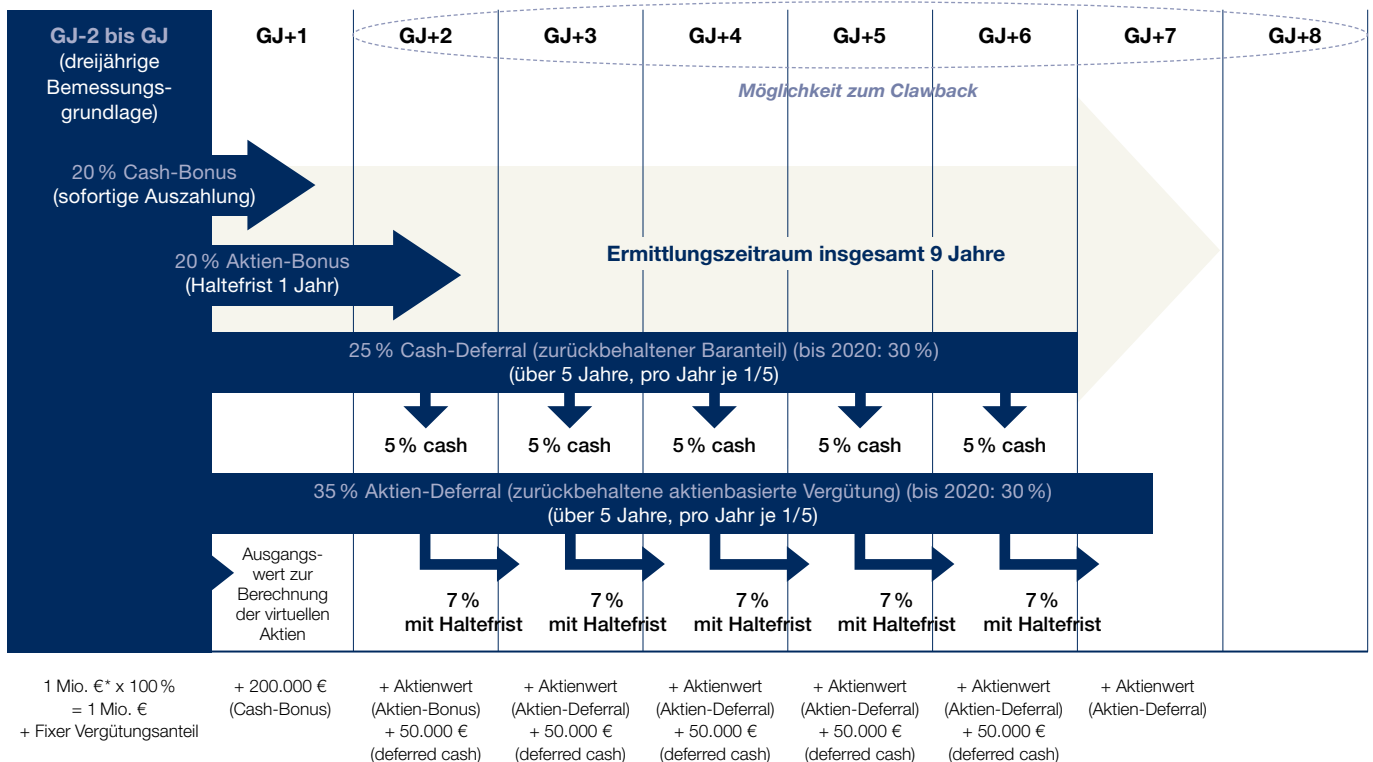 GJ-2 bis GJ
(dreijährige
Bemessungs-
grundlage)
GJ+1
GJ+2
GJ+3
GJ+4
GJ+5
GJ+6
GJ+7
GJ+8
Möglichkeit zum Clawback
20 % Cash-Bonus
(sofortige Auszahlung)
20 % Aktien-Bonus
(Haltefrist 1 Jahr)
Ermittlungszeitraum insgesamt 9 Jahre
25 % Cash-Deferral (zurückbehaltener Baranteil) (bis 2020: 30 %)
(über 5 Jahre, pro Jahr je 1/5)
5 % cash
5 % cash
5 % cash
5 % cash
5 % cash
35 % Aktien-Deferral (zurückbehaltene aktienbasierte Vergütung) (bis 2020: 30 %)
(über 5 Jahre, pro Jahr je 1/5)
Ausgangs-
wert zur
Berechnung
der virtuellen
Aktien
7 %
mit Haltefrist
7 %
mit Haltefrist
7 %
mit Haltefrist
7 %
mit Haltefrist
7 %
mit Haltefrist
1 Mio. €* x 100 %
= 1 Mio. €
+ Fixer Vergütungsanteil
+ 200.000 €
(Cash-Bonus)
+ Aktienwert
(Aktien-Bonus)
+ 50.000 €
(deferred cash)
+ Aktienwert
(Aktien-Deferral)
+ 50.000 €
(deferred cash)
+ Aktienwert
(Aktien-Deferral)
+ 50.000 €
(deferred cash)
+ Aktienwert
(Aktien-Deferral)
+ 50.000 €
(deferred cash)
+ Aktienwert
(Aktien-Deferral)
+ 50.000 €
(deferred cash)
+ Aktienwert
(Aktien-Deferral)